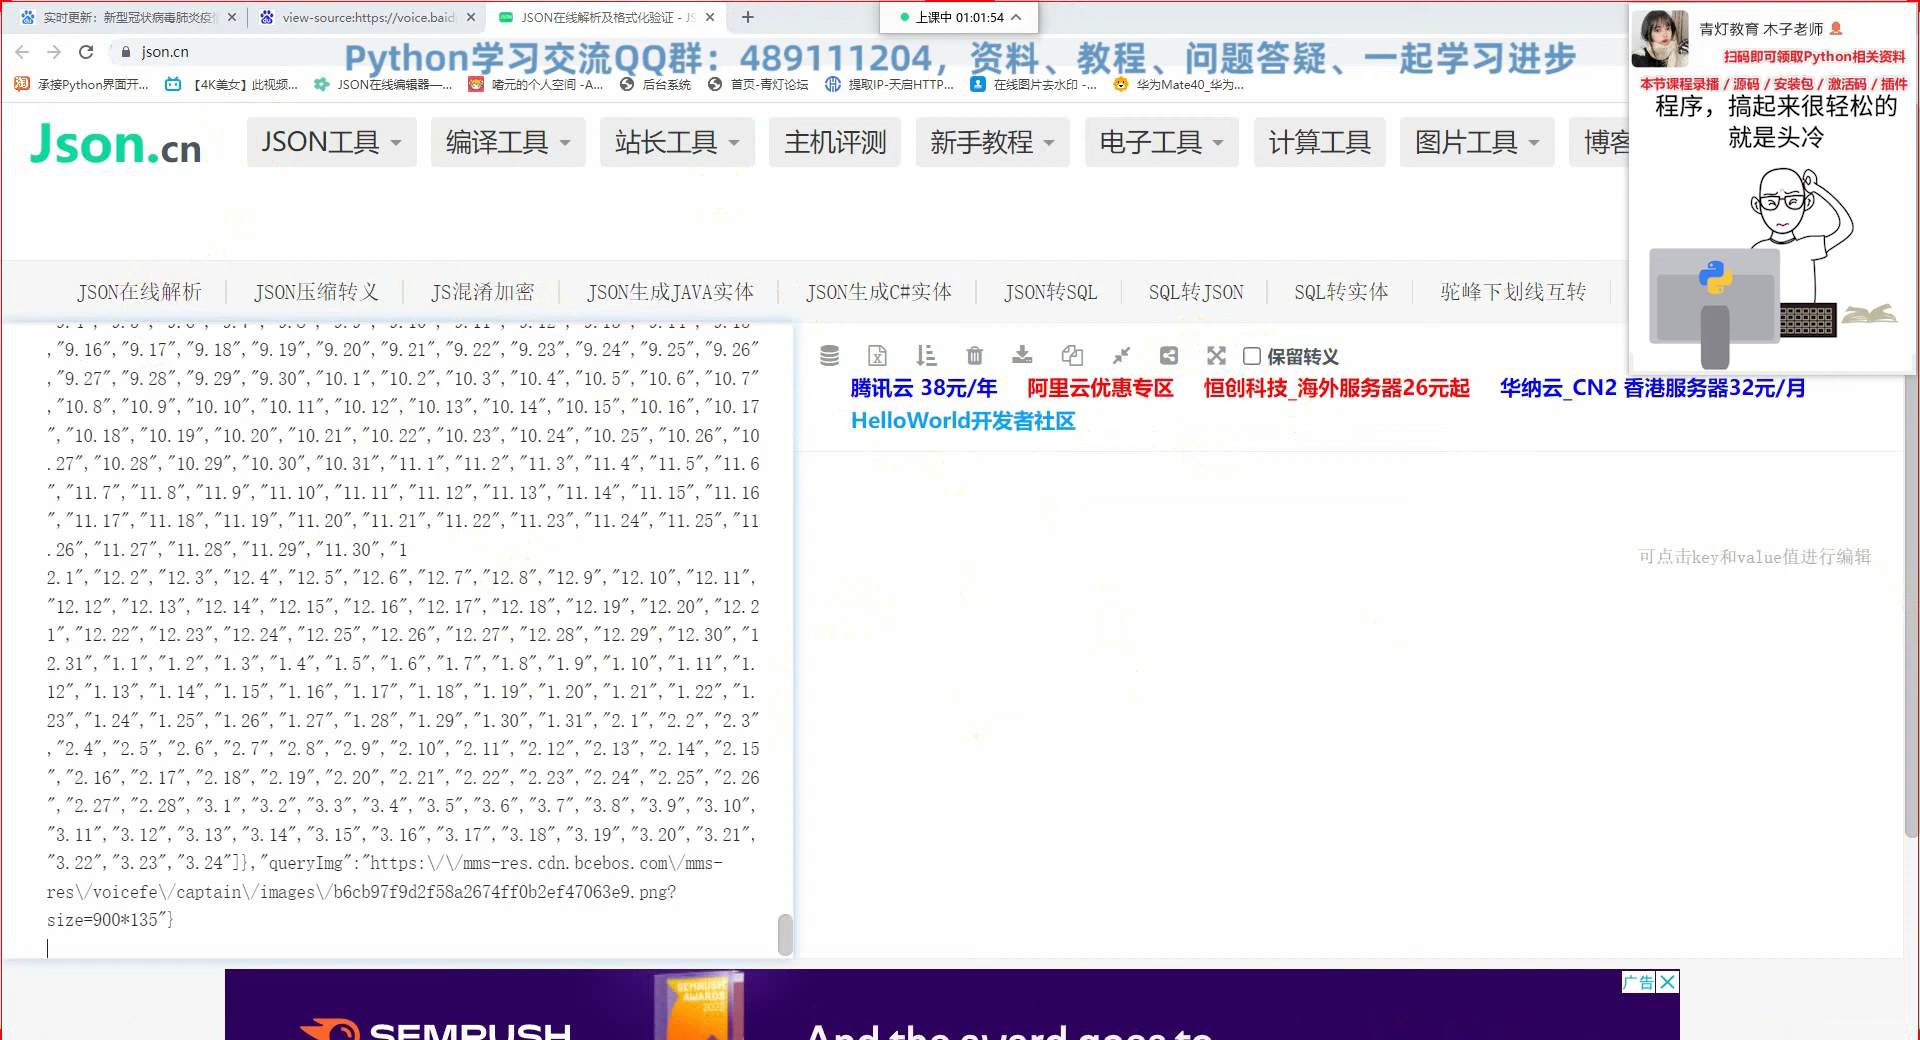 实时更新：新型冠状病毒肺炎疫情
view-source:https://voice.baid
JSON在线解析及格式化验证 - JS
上课中 01:01:54
json.cn
Python学习交流QQ群：489111204，资料、教程、问题答疑、一起学习进步
承接Python界面开... 【4K美女】此视频... JSON在线编辑器—... 啫元的个人空间 -A... 后台系统 首页-青灯论坛 提取IP-天启HTTP... 在线图片去水印 -... 华为Mate40_华为...
青灯教育 木子老师
扫码即可领取Python相关资料
本节课程录播 / 源码 / 安装包 / 激活码 / 插件
程序，搞起来很轻松的
就是头冷
Json.cn
JSON工具 编译工具 站长工具 主机评测 新手教程 电子工具 计算工具 图片工具 博客
JSON在线解析 JSON压缩转义 JS混淆加密 JSON生成JAVA实体 JSON生成C#实体 JSON转SQL SQL转JSON SQL转实体 驼峰下划线互转
,"9.16","9.17","9.18","9.19","9.20","9.21","9.22","9.23","9.24","9.25","9.26"
,"9.27","9.28","9.29","9.30","10.1","10.2","10.3","10.4","10.5","10.6","10.7"
,"10.8","10.9","10.10","10.11","10.12","10.13","10.14","10.15","10.16","10.17
","10.18","10.19","10.20","10.21","10.22","10.23","10.24","10.25","10.26","10
.27","10.28","10.29","10.30","10.31","11.1","11.2","11.3","11.4","11.5","11.6
","11.7","11.8","11.9","11.10","11.11","11.12","11.13","11.14","11.15","11.16
","11.17","11.18","11.19","11.20","11.21","11.22","11.23","11.24","11.25","11
.26","11.27","11.28","11.29","11.30","1
2.1","12.2","12.3","12.4","12.5","12.6","12.7","12.8","12.9","12.10","12.11",
"12.12","12.13","12.14","12.15","12.16","12.17","12.18","12.19","12.20","12.2
1","12.22","12.23","12.24","12.25","12.26","12.27","12.28","12.29","12.30","1
2.31","1.1","1.2","1.3","1.4","1.5","1.6","1.7","1.8","1.9","1.10","1.11","1.
12","1.13","1.14","1.15","1.16","1.17","1.18","1.19","1.20","1.21","1.22","1.
23","1.24","1.25","1.26","1.27","1.28","1.29","1.30","1.31","2.1","2.2","2.3"
,"2.4","2.5","2.6","2.7","2.8","2.9","2.10","2.11","2.12","2.13","2.14","2.15
","2.16","2.17","2.18","2.19","2.20","2.21","2.22","2.23","2.24","2.25","2.26
","2.27","2.28","3.1","3.2","3.3","3.4","3.5","3.6","3.7","3.8","3.9","3.10",
"3.11","3.12","3.13","3.14","3.15","3.16","3.17","3.18","3.19","3.20","3.21",
"3.22","3.23","3.24"]},"queryImg":"https:\/\/mms-res.cdn.bcebos.com\/mms-
res\/voicefe\/captain\/images\/b6cb97f9d2f58a2674ff0b2ef47063e9.png?
size=900*135"}
保留转义
腾讯云 38元/年 阿里云优惠专区 恒创科技_海外服务器26元起 华纳云_CN2 香港服务器32元/月
HelloWorld开发者社区
可点击key和value值进行编辑
广告
SEMRUSH
AWARDS
SEMRUSH
And the award goes to